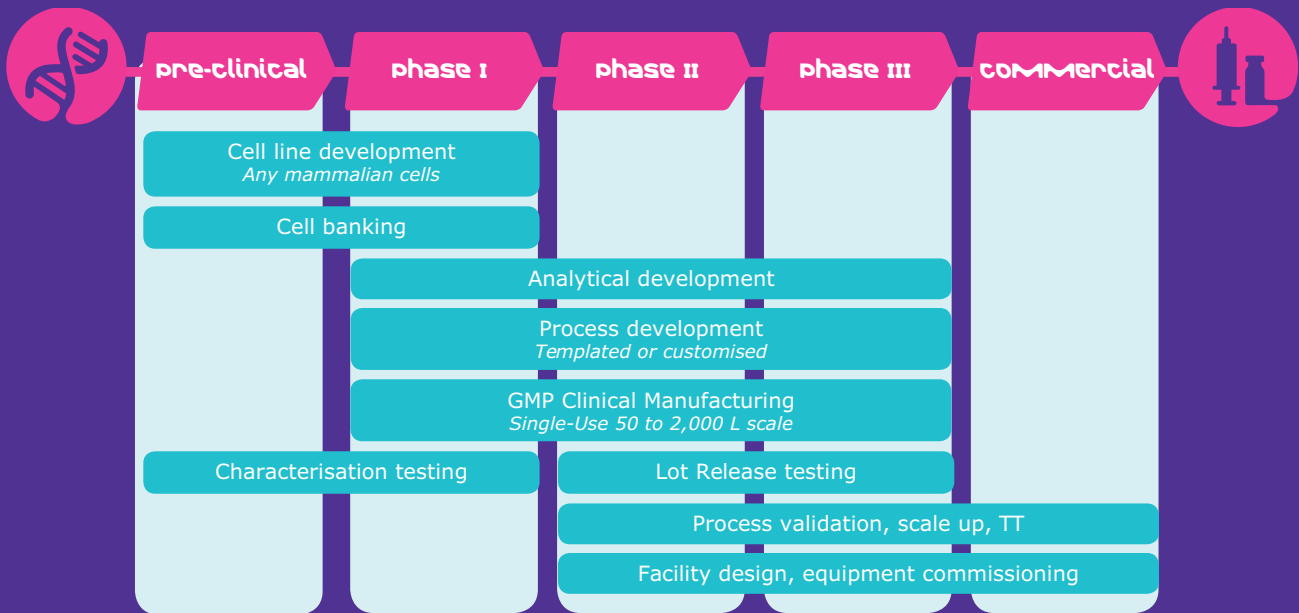 pre-clinical
phase I
phase II
phase III
commercial
Cell line development
Any mammalian cells
Cell banking
Analytical development
Process development
Templated or customised
GMP Clinical Manufacturing
Single-Use 50 to 2,000 L scale
Characterisation testing
Lot Release testing
Process validation, scale up, TT
Facility design, equipment commissioning